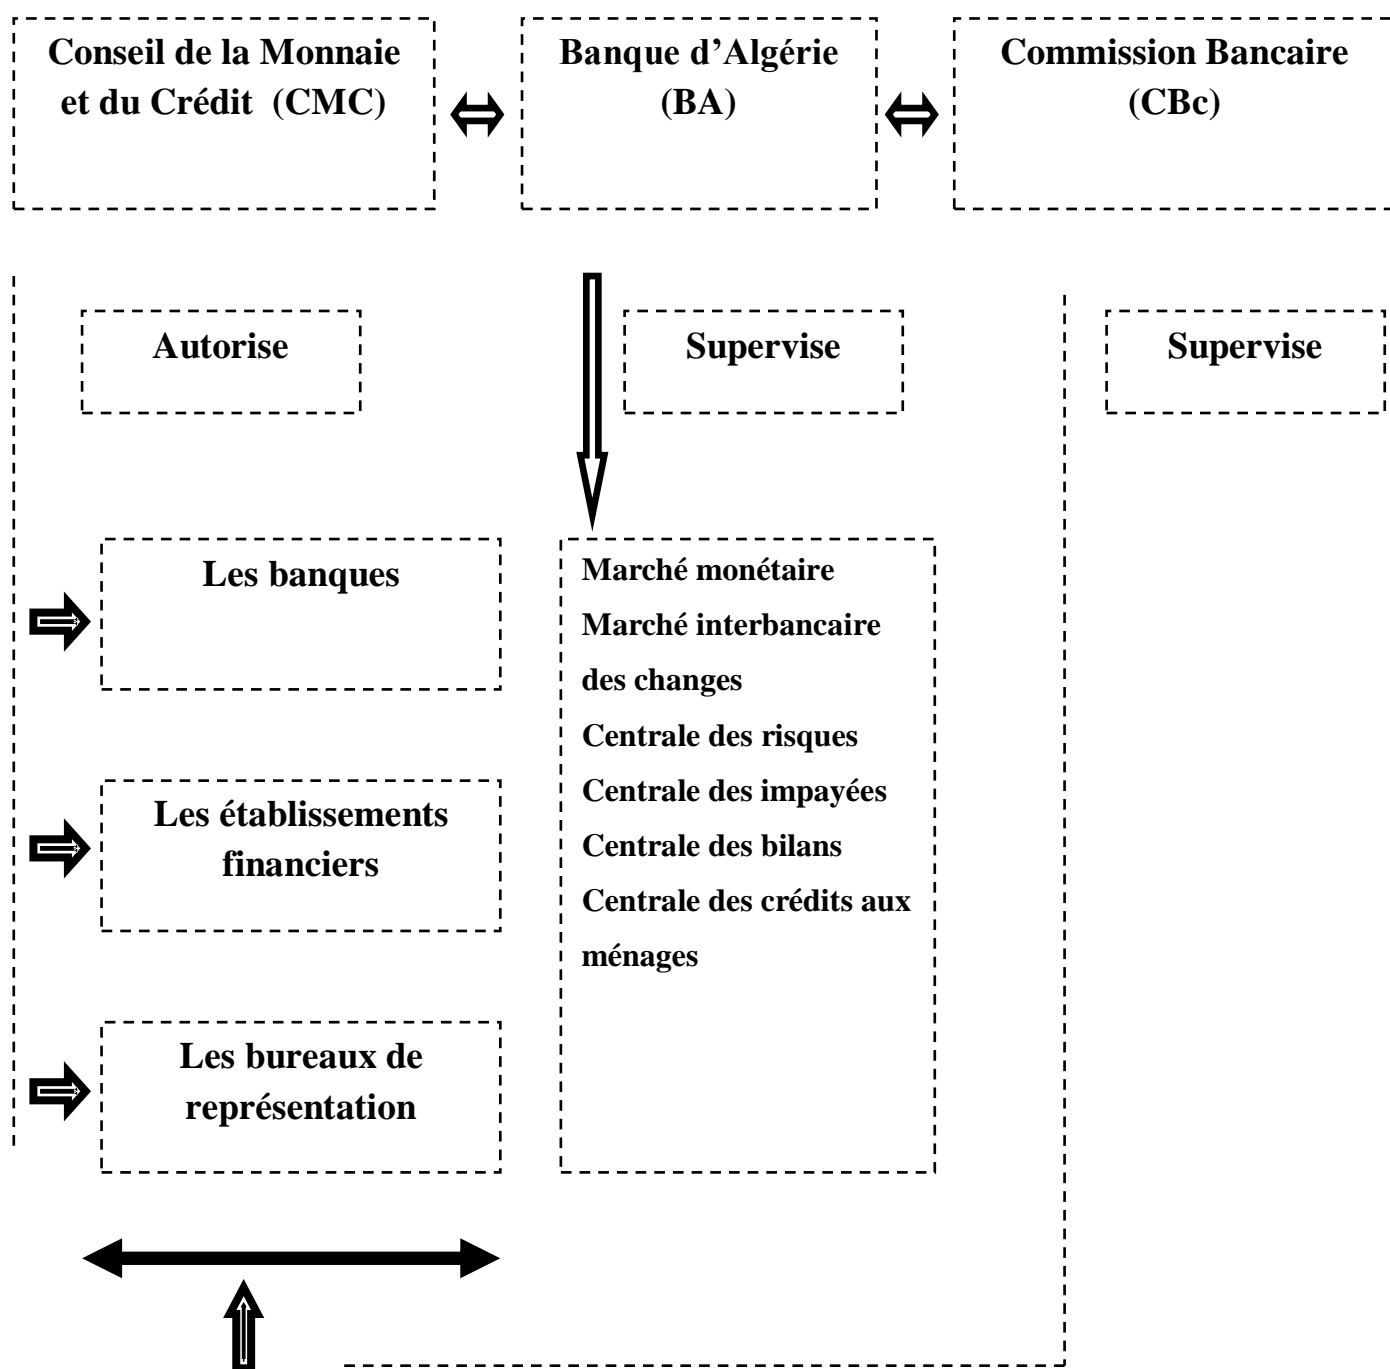 Conseil de la Monnaie
et du Crédit (CMC)
Banque d’Algérie
(BA)
Commission Bancaire
(CBc)
Autorise
Supervise
Supervise
Les banques
Les établissements
financiers
Les bureaux de
représentation
Marché monétaire
Marché interbancaire
des changes
Centrale des risques
Centrale des impayées
Centrale des bilans
Centrale des crédits aux
ménages